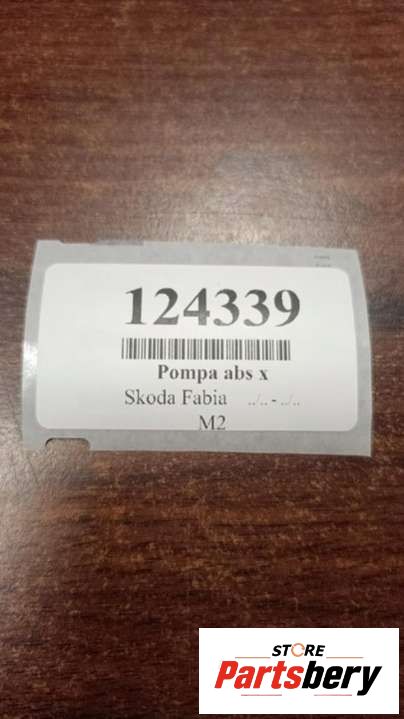 124339
Pompa abs x
Skoda Fabia ../.. - ../..
M2
STORE
Partsbery